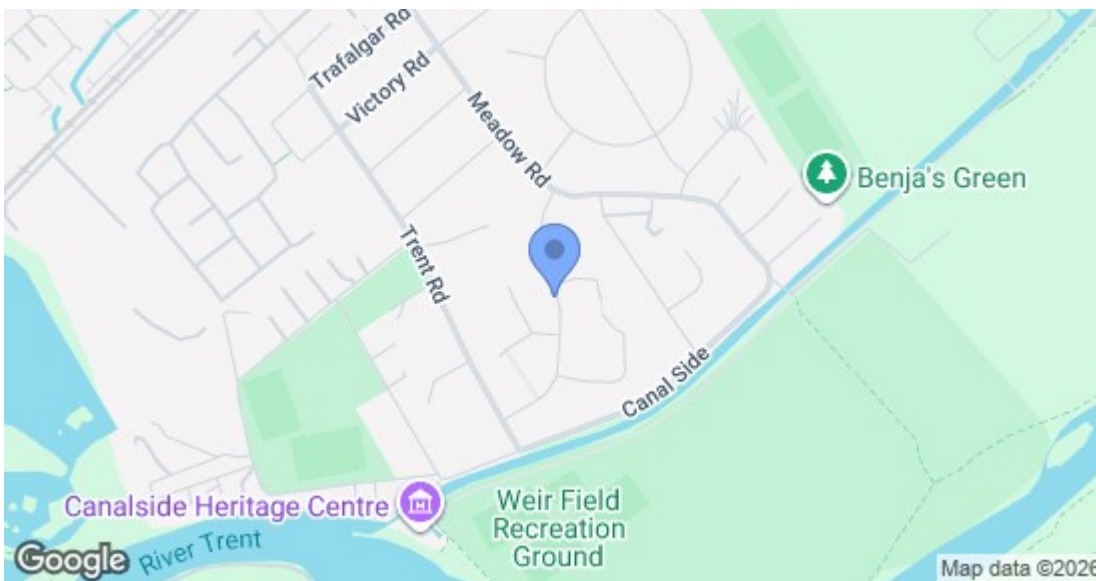 Trafalgar Rd
Victory Rd
Meadow Rd
Benja's Green
Trent Rd
Canal Side
Canalside Heritage Centre
Weir Field
Recreation
Ground
River Trent
Google
Map data ©2026